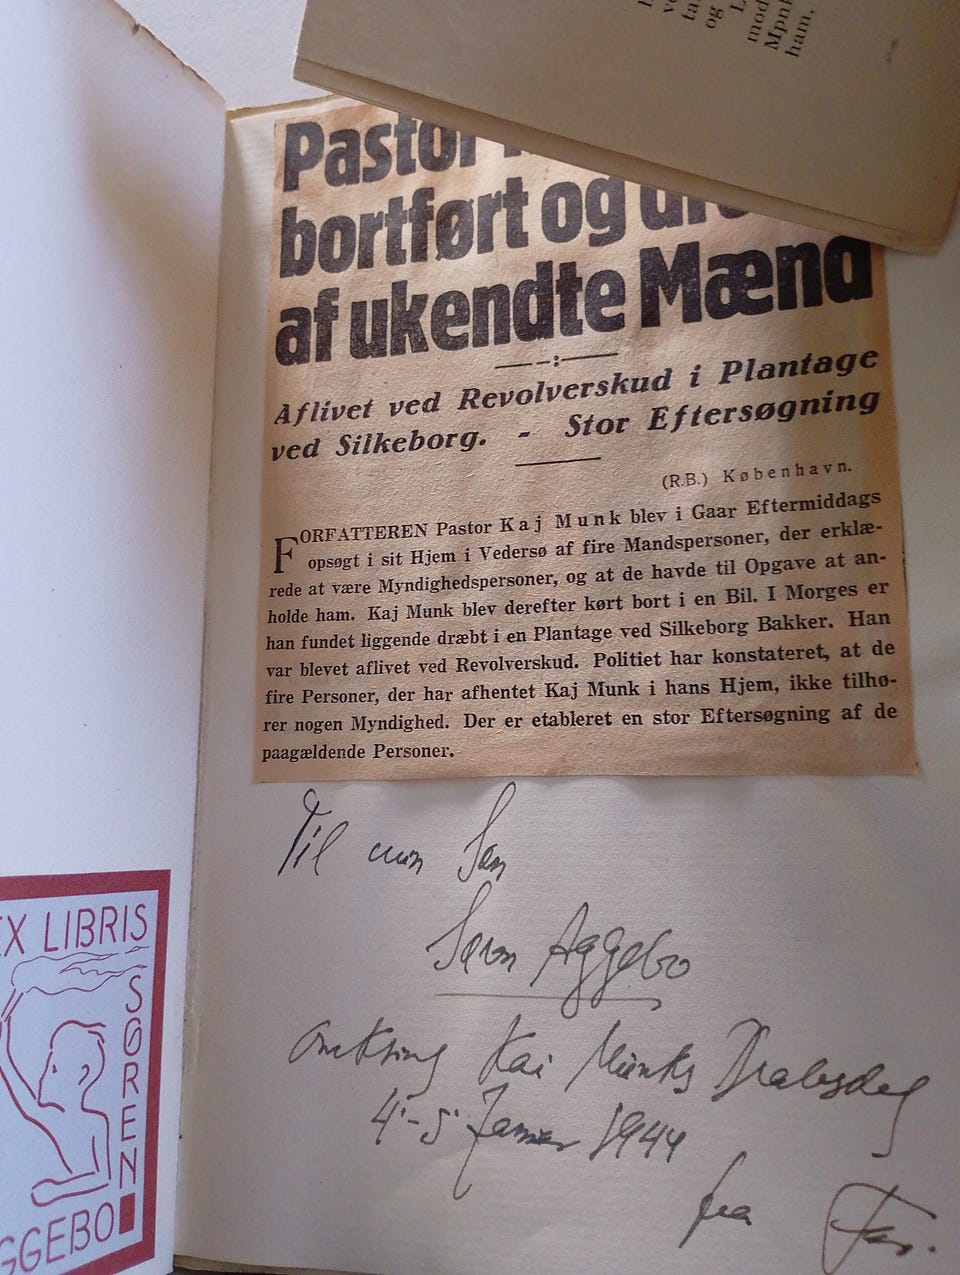 mod
og
ham.
Pastor
bortført og
af ukendte Mænd
Aflivet ved Revolverskud i Plantage
ved Silkeborg. - Stor Eftersøgning
(R.B.) København.
FORFATTEREN Pastor Kaj Munk blev i Gaar Eftermiddags
opsøgt i sit Hjem i Vedersø af fire Mandspersoner, der erklæ-
rede at være Myndighedspersoner, og at de havde til Opgave at an-
holde ham. Kaj Munk blev derefter kørt bort i en Bil. I Morges er
han fundet liggende dræbt i en Plantage ved Silkeborg Bakker. Han
var blevet aflivet ved Revolverskud. Politiet har konstateret, at de
fire Personer, der har afhentet Kaj Munk i hans Hjem, ikke tilhø-
rer nogen Myndighed. Der er etableret en stor Eftersøgning af de
paagældende Personer.
Til min Søn
Søren Aggebo
omkring Kai Munks Drabsdag
4'-5' Januar 1944
fra Far.
EX LIBRIS
SØREN
AGGEBO